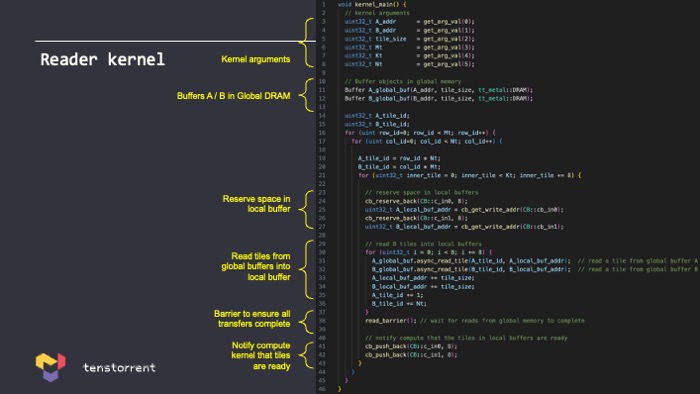 Reader kernel
Kernel arguments
Buffers A / B in Global DRAM
Reserve space in
local buffer
Read tiles from
global buffers into
local buffer
Barrier to ensure all
transfers complete
Notify compute
kernel that tiles
are ready
tenstorrent
1 void kernel_main() {
2 // kernel arguments
3 uint32_t A_addr = get_arg_val(0);
4 uint32_t B_addr = get_arg_val(1);
5 uint32_t tile_size = get_arg_val(2);
6 uint32_t Mt = get_arg_val(3);
7 uint32_t Kt = get_arg_val(4);
8 uint32_t Nt = get_arg_val(5);
9
10 // Buffer objects in global memory
11 Buffer A_global_buf(A_addr, tile_size, tt_metal::DRAM);
12 Buffer B_global_buf(B_addr, tile_size, tt_metal::DRAM);
13
14 uint32_t A_tile_id;
15 uint32_t B_tile_id;
16 for (uint row_id=0; row_id < Mt; row_id++) {
17 for (uint col_id=0; col_id < Nt; col_id++) {
18
19 A_tile_id = row_id * Nt;
20 B_tile_id = col_id * Mt;
21 for (uint32_t inner_tile = 0; inner_tile < Kt; inner_tile += 8) {
22
23 // reserve space in local buffers
24 cb_reserve_back(CB::c_in0, 8);
25 uint32_t A_local_buf_addr = cb_get_write_addr(CB::cb_in0);
26 cb_reserve_back(CB::c_in1, 8);
27 uint32_t B_local_buf_addr = cb_get_write_addr(CB::cb_in1);
28
29 // read 8 tiles into local buffers
30 for (uint32_t i = 0; i < 8; i += 8) {
31 A_global_buf.async_read_tile(A_tile_id, A_local_buf_addr); // read a tile from global buffer A
32 B_global_buf.async_read_tile(B_tile_id, B_local_buf_addr); // read a tile from global buffer B
33 A_local_buf_addr += tile_size;
34 B_local_buf_addr += tile_size;
35 A_tile_id += 1;
36 B_tile_id += Nt;
37 }
38 read_barrier(); // wait for reads from global memory to complete
39
40 // notify compute that the tiles in local buffers are ready
41 cb_push_back(CB::c_in0, 8);
42 cb_push_back(CB::c_in1, 8);
43 }
44 }
45 }
46 }